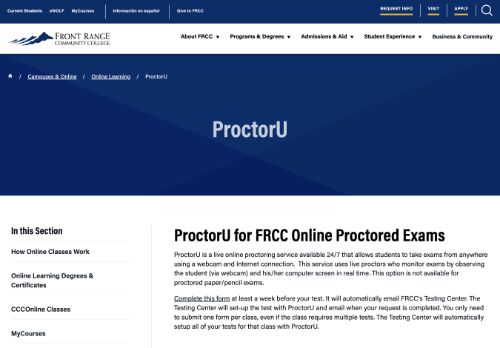 Current Students eWOLF MyCourses Información en español Give to FRCC REQUEST INFO VISIT APPLY
FRONT RANGE
COMMUNITY COLLEGE
About FRCC ▼ Programs & Degrees ▼ Admissions & Aid ▼ Student Experience ▼ Business & Community
/ Campuses & Online / Online Learning / ProctorU
ProctorU
In this Section
How Online Classes Work
Online Learning Degrees &
Certificates
CCCOnline Classes
MyCourses
ProctorU for FRCC Online Proctored Exams
ProctorU is a live online proctoring service available 24/7 that allows students to take exams from anywhere
using a webcam and Internet connection. This service uses live proctors who monitor exams by observing
the student (via webcam) and his/her computer screen in real time. This option is not available for
proctored paper/pencil exams.
Complete this form at least a week before your test. It will automatically email FRCC's Testing Center. The
Testing Center will set-up the test with ProctorU and email when your request is completed. You only need
to submit one form per class, even if the class requires multiple tests. The Testing Center will automatically
setup all of your tests for that class with ProctorU.